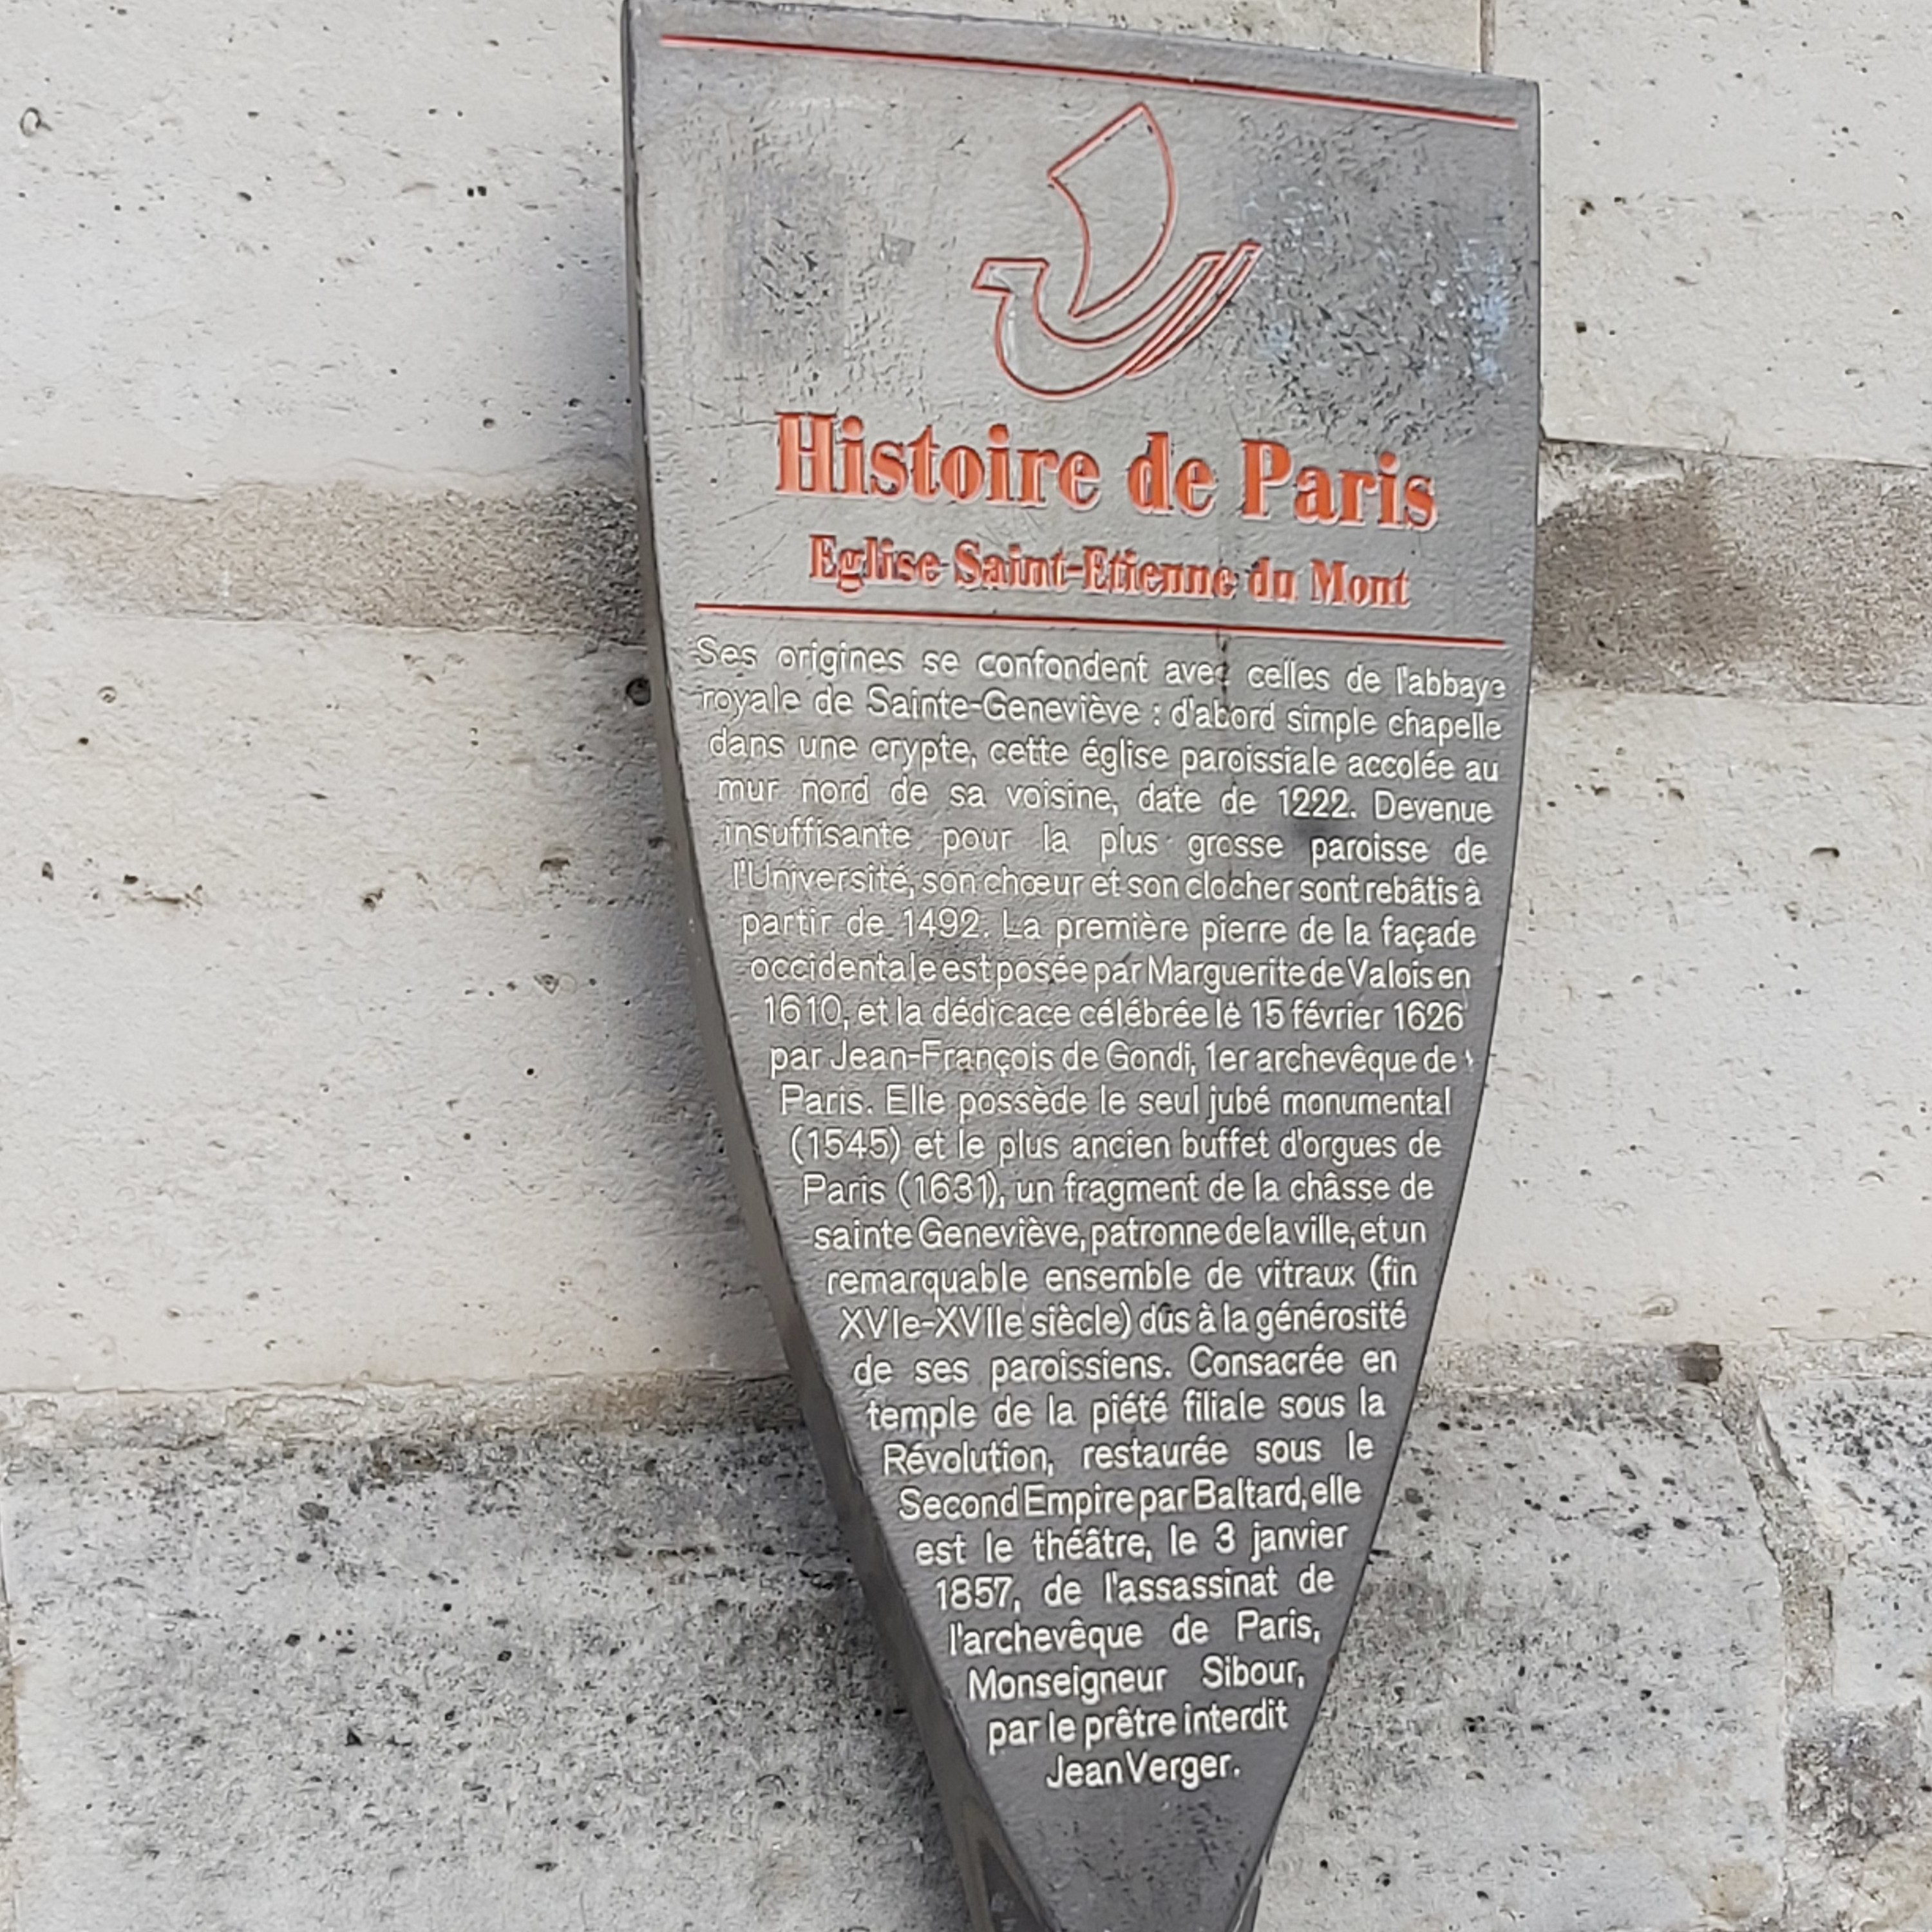 Histoire de Paris
Eglise Saint-Etienne du Mont
Ses origines se confondent avec celles de l'abbaye
royale de Sainte-Geneviève : d'abord simple chapelle
dans une crypte, cette église paroissiale accolée au
mur nord de sa voisine, date de 1222. Devenue
insuffisante pour la plus grosse paroisse de
l'Université, son chœur et son clocher sont rebâtis à
partir de 1492. La première pierre de la façade
occidentale est posée par Marguerite de Valois en
1610, et la dédicace célébrée le 15 février 1626
par Jean-François de Gondi, 1er archevêque de
Paris. Elle possède le seul jubé monumental
(1545) et le plus ancien buffet d'orgues de
Paris (1631), un fragment de la châsse de
sainte Geneviève, patronne de la ville, et un
remarquable ensemble de vitraux (fin
XVIe-XVIIe siècle) dûs à la générosité
de ses paroissiens. Consacrée en
temple de la piété filiale sous la
Révolution, restaurée sous le
Second Empire par Baltard, elle
est le théâtre, le 3 janvier
1857, de l'assassinat de
l'archevêque de Paris,
Monseigneur Sibour,
par le prêtre interdit
Jean Verger.